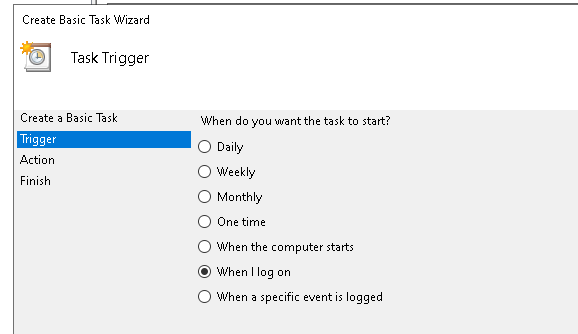 Create Basic Task Wizard
Task Trigger
Create a Basic Task
Trigger
Action
Finish
When do you want the task to start?
Daily
Weekly
Monthly
One time
When the computer starts
When I log on
When a specific event is logged